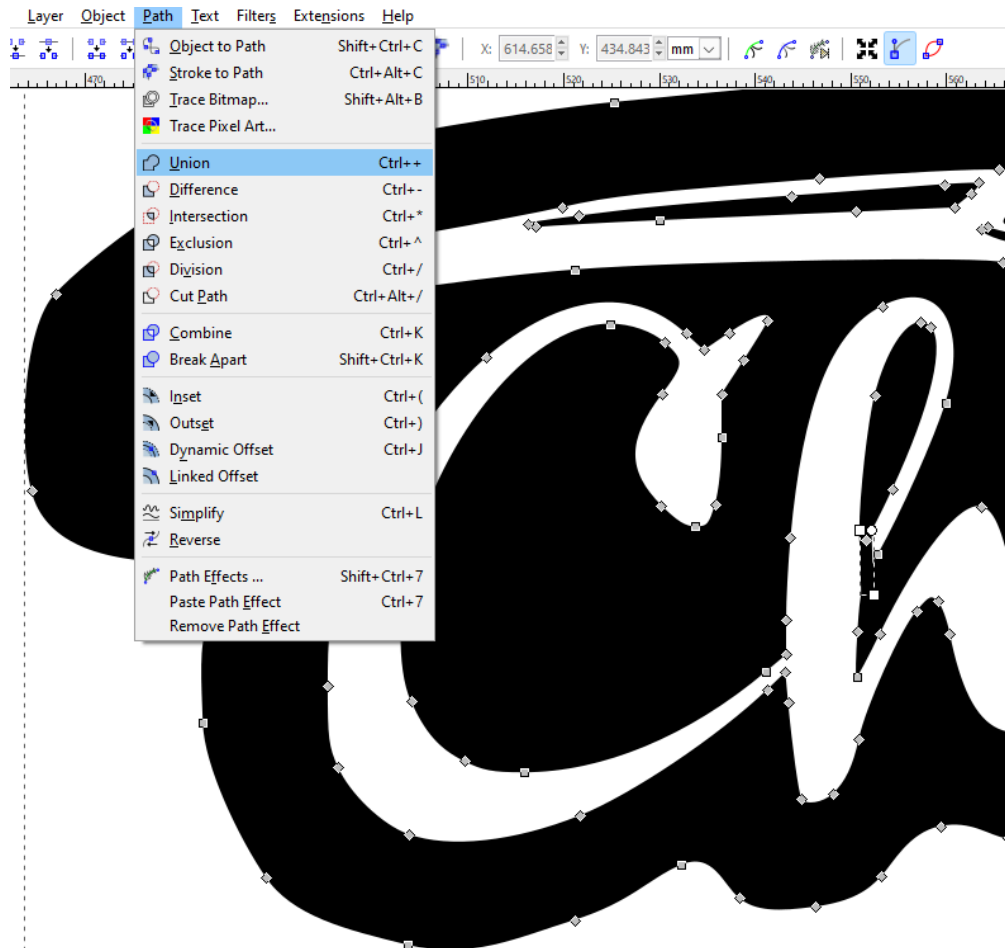 Layer Object Path Text Filters Extensions Help
X: 614.658 Y: 434.843 mm
470 510 520 530 540 550 560
Object to Path Shift+Ctrl+C
Stroke to Path Ctrl+Alt+C
Trace Bitmap... Shift+Alt+B
Trace Pixel Art...
Union Ctrl++
Difference Ctrl+-
Intersection Ctrl+*
Exclusion Ctrl+^
Division Ctrl+/
Cut Path Ctrl+Alt+/
Combine Ctrl+K
Break Apart Shift+Ctrl+K
Inset Ctrl+(
Outset Ctrl+)
Dynamic Offset Ctrl+J
Linked Offset
Simplify Ctrl+L
Reverse
Path Effects ... Shift+Ctrl+7
Paste Path Effect Ctrl+7
Remove Path Effect